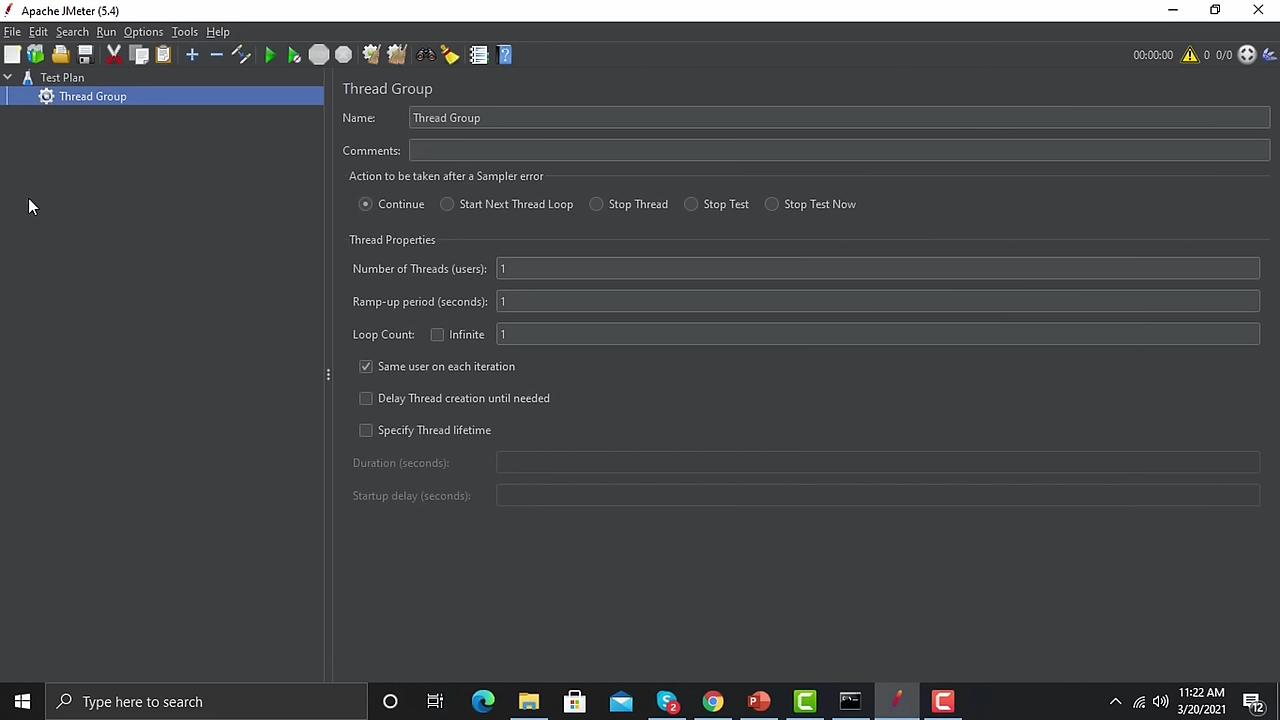 Apache JMeter (5.4)
File Edit Search Run Options Tools Help
00:00:00 0 0/0
Test Plan
Thread Group
Thread Group
Name: Thread Group
Comments:
Action to be taken after a Sampler error
Continue Start Next Thread Loop Stop Thread Stop Test Stop Test Now
Thread Properties
Number of Threads (users): 1
Ramp-up period (seconds): 1
Loop Count: Infinite 1
Same user on each iteration
Delay Thread creation until needed
Specify Thread lifetime
Duration (seconds):
Startup delay (seconds):
Type here to search
2
11:22 AM
3/20/2021
12